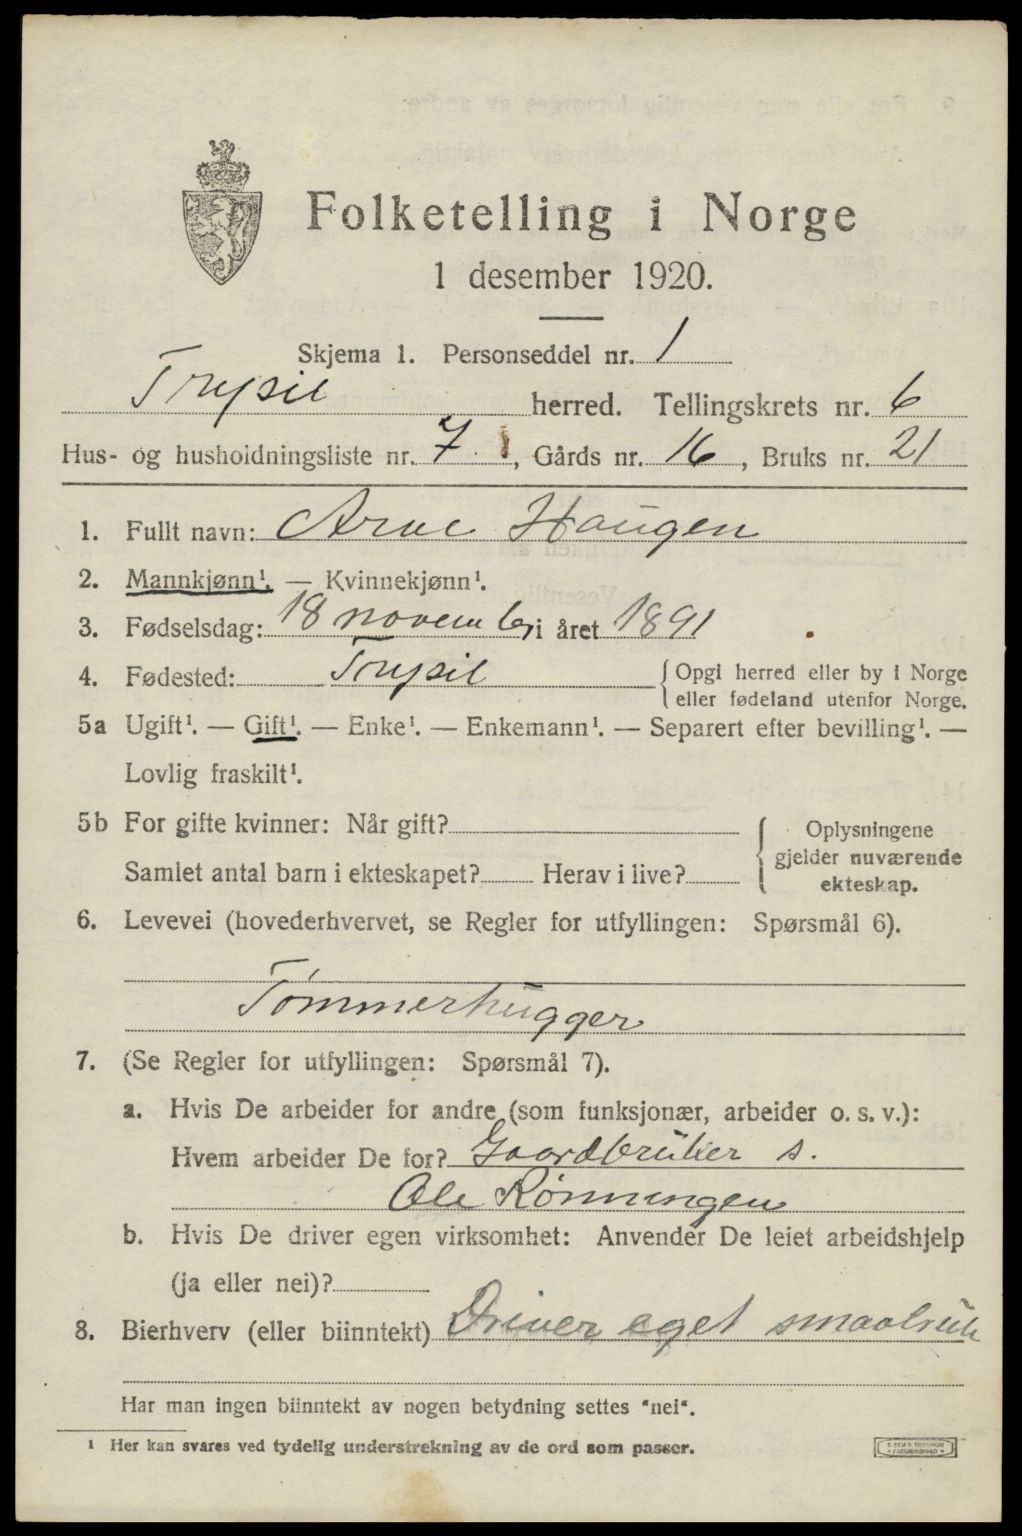 Folketelling i Norge
1 desember 1920.
Skjema 1. Personseddel nr. 1
Trysil herred. Tellingskrets nr. 6
Hus- og husholdningsliste nr. 7, Gårds nr. 16, Bruks nr. 21
1. Fullt navn: Arne Haugen
2. Mannkjønn¹. — Kvinnekjønn¹.
3. Fødselsdag: 18 november i året 1891
4. Fødested: Trysil { Opgi herred eller by i Norge
eller fødeland utenfor Norge.
5a Ugift¹. — Gift¹. — Enke¹. — Enkemann¹. — Separert efter bevilling¹. —
Lovlig fraskilt¹.
5b For gifte kvinner: Når gift? { Oplysningene
gjelder nuværende
Samlet antal barn i ekteskapet? Herav i live? ekteskap.
6. Levevei (hovederhvervet, se Regler for utfyllingen: Spørsmål 6).
Tømmerhugger
7. (Se Regler for utfyllingen: Spørsmål 7).
a. Hvis De arbeider for andre (som funksjonær, arbeider o. s. v.):
Hvem arbeider De for? Gaardbruker s.
Ole Rønningen
b. Hvis De driver egen virksomhet: Anvender De leiet arbeidshjelp
(ja eller nei)?
8. Bierhverv (eller biinntekt) Driver eget smaabruk
Har man ingen biinntekt av nogen betydning settes "nei".
¹ Her kan svares ved tydelig understrekning av de ord som passer.